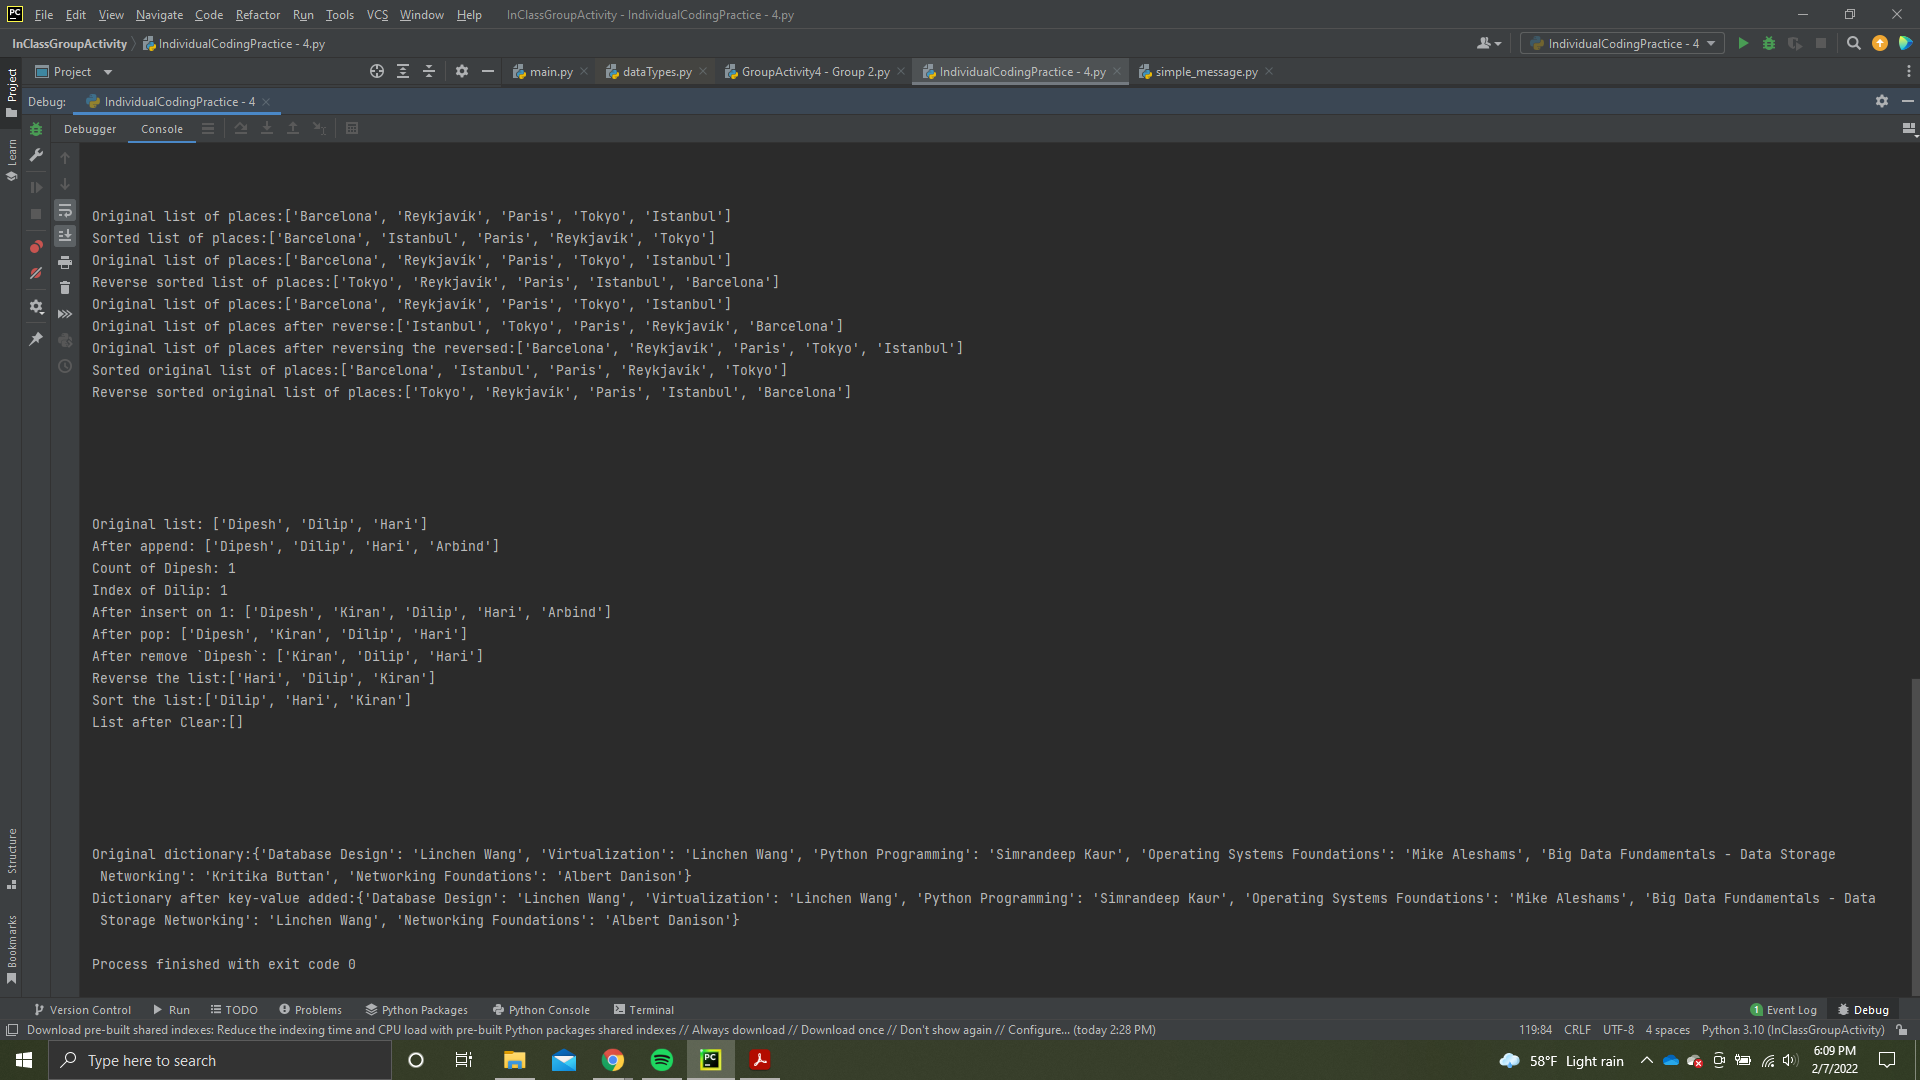 PC File Edit View Navigate Code Refactor Run Tools VCS Window Help InClassGroupActivity - IndividualCodingPractice - 4.py
InClassGroupActivity IndividualCodingPractice - 4.py IndividualCodingPractice - 4
Project main.py dataTypes.py GroupActivity4 - Group 2.py IndividualCodingPractice - 4.py simple_message.py
Project
Debug: IndividualCodingPractice - 4
Debugger Console
Learn
Original list of places:['Barcelona', 'Reykjavík', 'Paris', 'Tokyo', 'Istanbul']
Sorted list of places:['Barcelona', 'Istanbul', 'Paris', 'Reykjavík', 'Tokyo']
Original list of places:['Barcelona', 'Reykjavík', 'Paris', 'Tokyo', 'Istanbul']
Reverse sorted list of places:['Tokyo', 'Reykjavík', 'Paris', 'Istanbul', 'Barcelona']
Original list of places:['Barcelona', 'Reykjavík', 'Paris', 'Tokyo', 'Istanbul']
Original list of places after reverse:['Istanbul', 'Tokyo', 'Paris', 'Reykjavík', 'Barcelona']
Original list of places after reversing the reversed:['Barcelona', 'Reykjavík', 'Paris', 'Tokyo', 'Istanbul']
Sorted original list of places:['Barcelona', 'Istanbul', 'Paris', 'Reykjavík', 'Tokyo']
Reverse sorted original list of places:['Tokyo', 'Reykjavík', 'Paris', 'Istanbul', 'Barcelona']
Original list: ['Dipesh', 'Dilip', 'Hari']
After append: ['Dipesh', 'Dilip', 'Hari', 'Arbind']
Count of Dipesh: 1
Index of Dilip: 1
After insert on 1: ['Dipesh', 'Kiran', 'Dilip', 'Hari', 'Arbind']
After pop: ['Dipesh', 'Kiran', 'Dilip', 'Hari']
After remove `Dipesh`: ['Kiran', 'Dilip', 'Hari']
Reverse the list:['Hari', 'Dilip', 'Kiran']
Sort the list:['Dilip', 'Hari', 'Kiran']
List after Clear:[]
Original dictionary:{'Database Design': 'Linchen Wang', 'Virtualization': 'Linchen Wang', 'Python Programming': 'Simrandeep Kaur', 'Operating Systems Foundations': 'Mike Aleshams', 'Big Data Fundamentals - Data Storage
Networking': 'Kritika Buttan', 'Networking Foundations': 'Albert Danison'}
Dictionary after key-value added:{'Database Design': 'Linchen Wang', 'Virtualization': 'Linchen Wang', 'Python Programming': 'Simrandeep Kaur', 'Operating Systems Foundations': 'Mike Aleshams', 'Big Data Fundamentals - Data
Storage Networking': 'Linchen Wang', 'Networking Foundations': 'Albert Danison'}
Process finished with exit code 0
Structure
Bookmarks
Version Control Run TODO Problems Python Packages Python Console Terminal 1 Event Log Debug
Download pre-built shared indexes: Reduce the indexing time and CPU load with pre-built Python packages shared indexes // Always download // Download once // Don't show again // Configure... (today 2:28 PM) 119:84 CRLF UTF-8 4 spaces Python 3.10 (InClassGroupActivity)
Type here to search PC 58°F Light rain 6:09 PM
2/7/2022